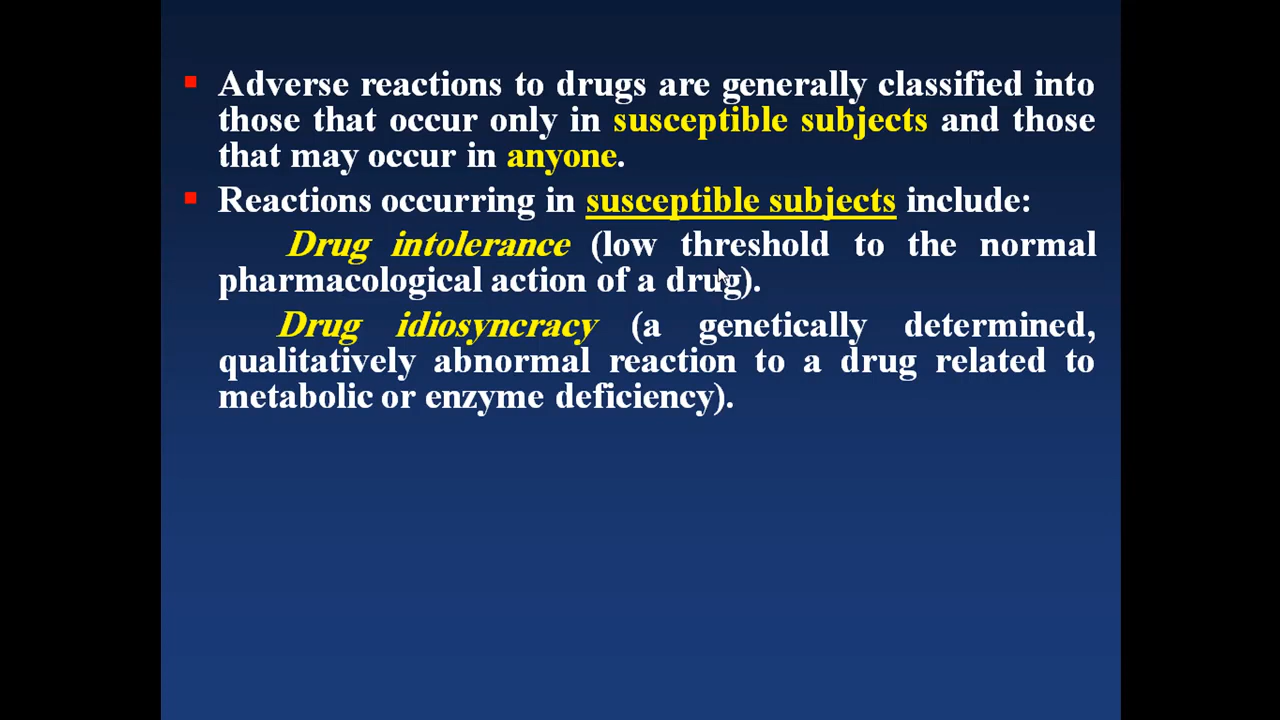 Adverse reactions to drugs are generally classified into
those that occur only in susceptible subjects and those
that may occur in anyone.
Reactions occurring in susceptible subjects include:
Drug intolerance (low threshold to the normal
pharmacological action of a drug).
Drug idiosyncracy (a genetically determined,
qualitatively abnormal reaction to a drug related to
metabolic or enzyme deficiency).